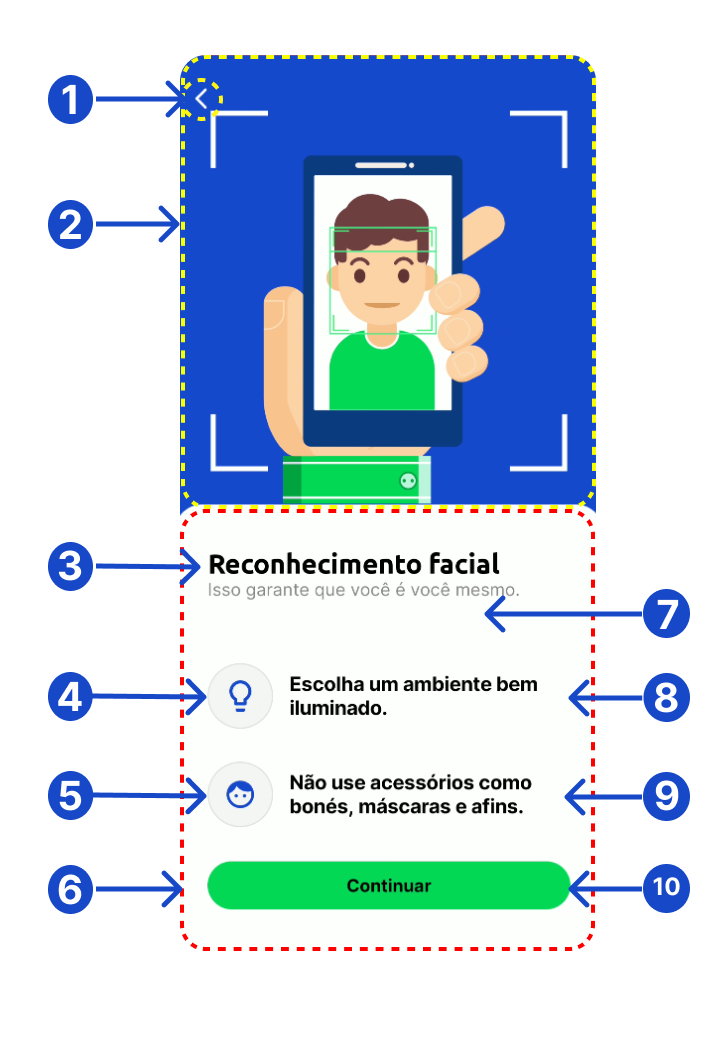 1
2
3 Reconhecimento facial
Isso garante que você é você mesmo.
7
4 Escolha um ambiente bem
iluminado. 8
5 Não use acessórios como
bonés, máscaras e afins. 9
6 Continuar 10